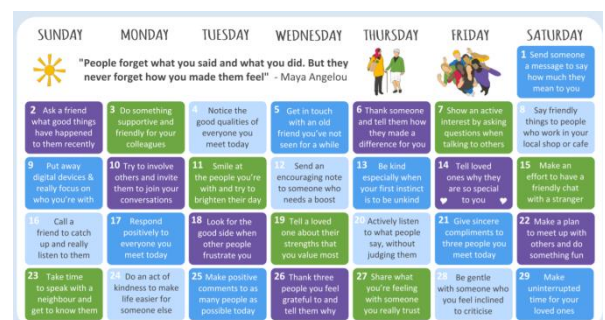 SUNDAY MONDAY TUESDAY WEDNESDAY THURSDAY FRIDAY SATURDAY
"People forget what you said and what you did. But they
never forget how you made them feel" - Maya Angelou
1 Send someone
a message to say
how much they
mean to you
2 Ask a friend
what good things
have happened
to them recently
3 Do something
supportive and
friendly for your
colleagues
4 Notice the
good qualities of
everyone you
meet today
5 Get in touch
with an old
friend you've not
seen for a while
6 Thank someone
and tell them how
they made a
difference for you
7 Show an active
interest by asking
questions when
talking to others
8 Say friendly
things to people
who work in your
local shop or cafe
9 Put away
digital devices &
really focus on
who you're with
10 Try to involve
others and invite
them to join your
conversations
11 Smile at
the people you're
with and try to
brighten their day
12 Send an
encouraging note
to someone who
needs a boost
13 Be kind
especially when
your first instinct
is to be unkind
14 Tell loved
ones why they
are so special
to you
15 Make an
effort to have a
friendly chat
with a stranger
16 Call a
friend to catch
up and really
listen to them
17 Respond
positively to
everyone you
meet today
18 Look for the
good side when
other people
frustrate you
19 Tell a loved
one about their
strengths that
you value most
20 Actively listen
to what people
say, without
judging them
21 Give sincere
compliments to
three people you
meet today
22 Make a plan
to meet up with
others and do
something fun
23 Take time
to speak with a
neighbour and
get to know them
24 Do an act of
kindness to make
life easier for
someone else
25 Make positive
comments to as
many people as
possible today
26 Thank three
people you feel
grateful to and
tell them why
27 Share what
you're feeling
with someone
you really trust
28 Be gentle
with someone who
you feel inclined
to criticise
29 Make
uninterrupted
time for your
loved ones